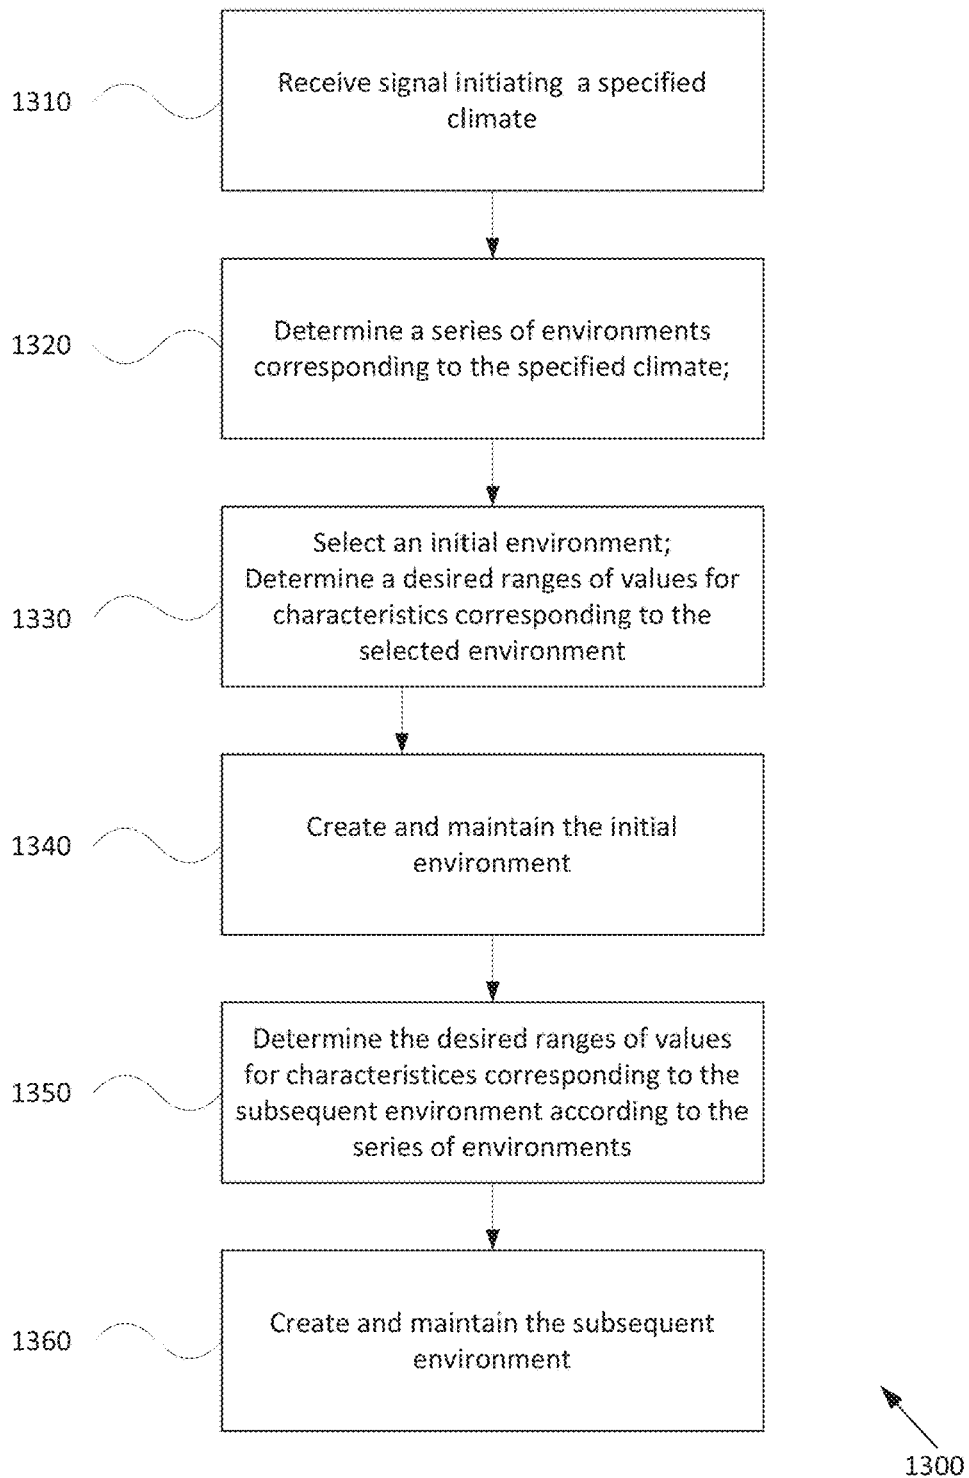 1310
Receive signal initiating a specified
climate
1320
Determine a series of environments
corresponding to the specified climate;
1330
Select an initial environment;
Determine a desired ranges of values for
characteristics corresponding to the
selected environment
1340
Create and maintain the initial
environment
1350
Determine the desired ranges of values
for characteristices corresponding to the
subsequent environment according to the
series of environments
1360
Create and maintain the subsequent
environment
1300